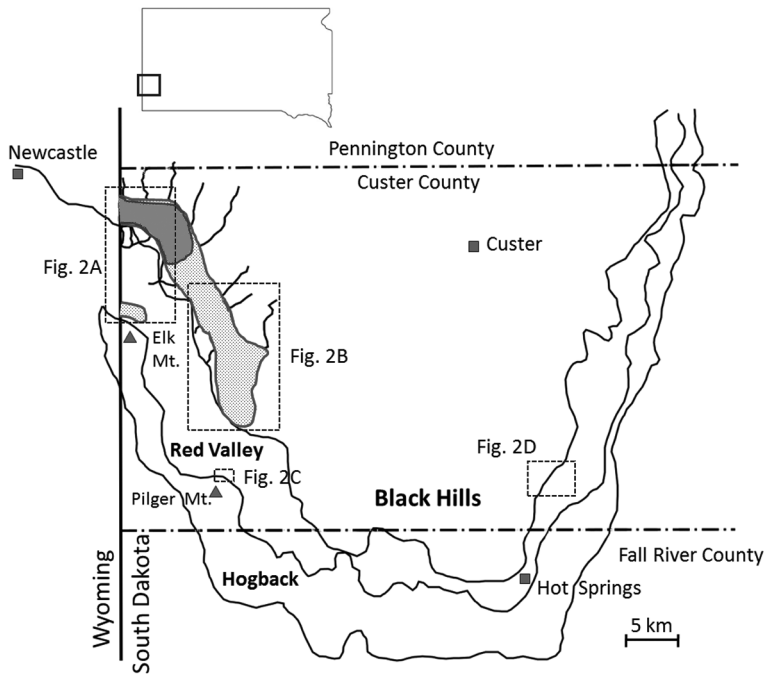 Pennington County
Newcastle
Custer County
Custer
Fig. 2A
Elk
Mt.
Fig. 2B
Red Valley
Fig. 2D
Fig. 2C
Pilger Mt.
Black Hills
Wyoming
South Dakota
Fall River County
Hogback
Hot Springs
5 km